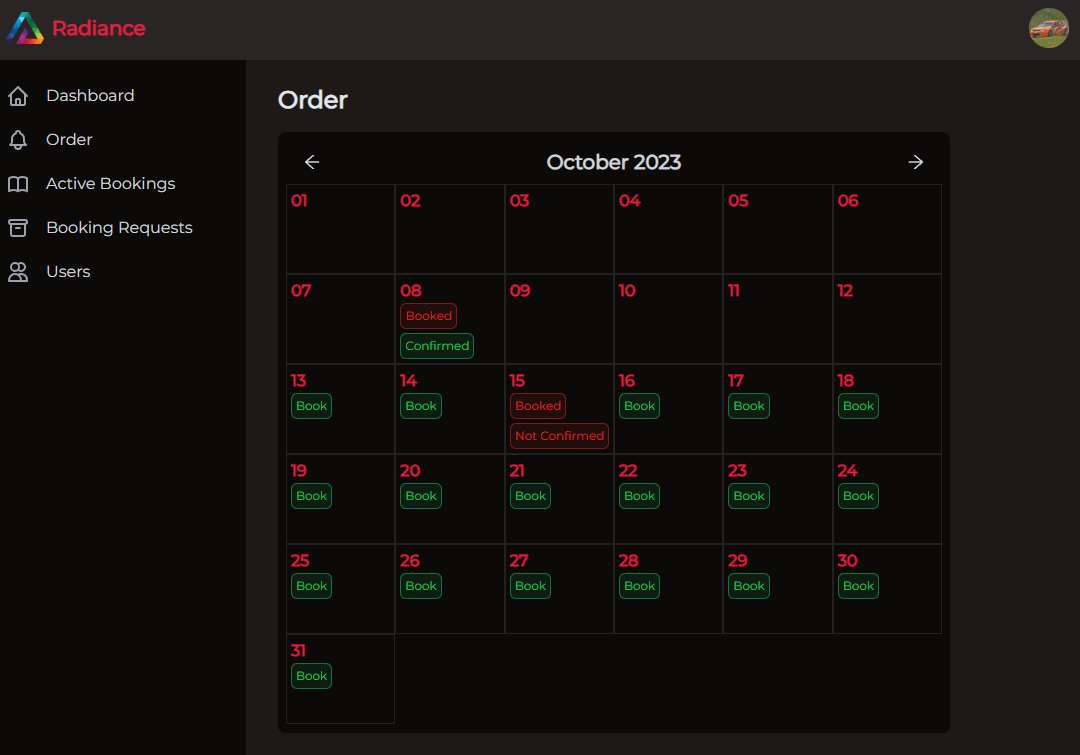 Radiance
Dashboard
Order
Active Bookings
Booking Requests
Users
Order
October 2023
01 02 03 04 05 06
07 08 09 10 11 12
Booked
Confirmed
13 14 15 16 17 18
Book Book Booked Book Book Book
Not Confirmed
19 20 21 22 23 24
Book Book Book Book Book Book
25 26 27 28 29 30
Book Book Book Book Book Book
31
Book